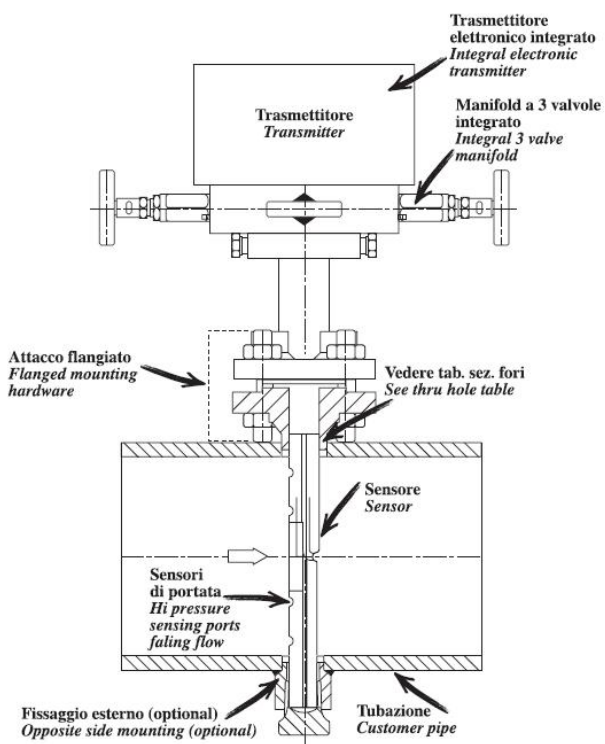 Trasmettitore
elettronico integrato
Integral electronic
transmitter
Trasmettitore
Transmitter
Manifold a 3 valvole
integrato
Integral 3 valve
manifold
Attacco flangiato
Flanged mounting
hardware
Vedere tab. sez. fori
See thru hole table
Sensore
Sensor
Sensori
di portata
Hi pressure
sensing ports
faling flow
Fissaggio esterno (optional)
Opposite side mounting (optional)
Tubazione
Customer pipe